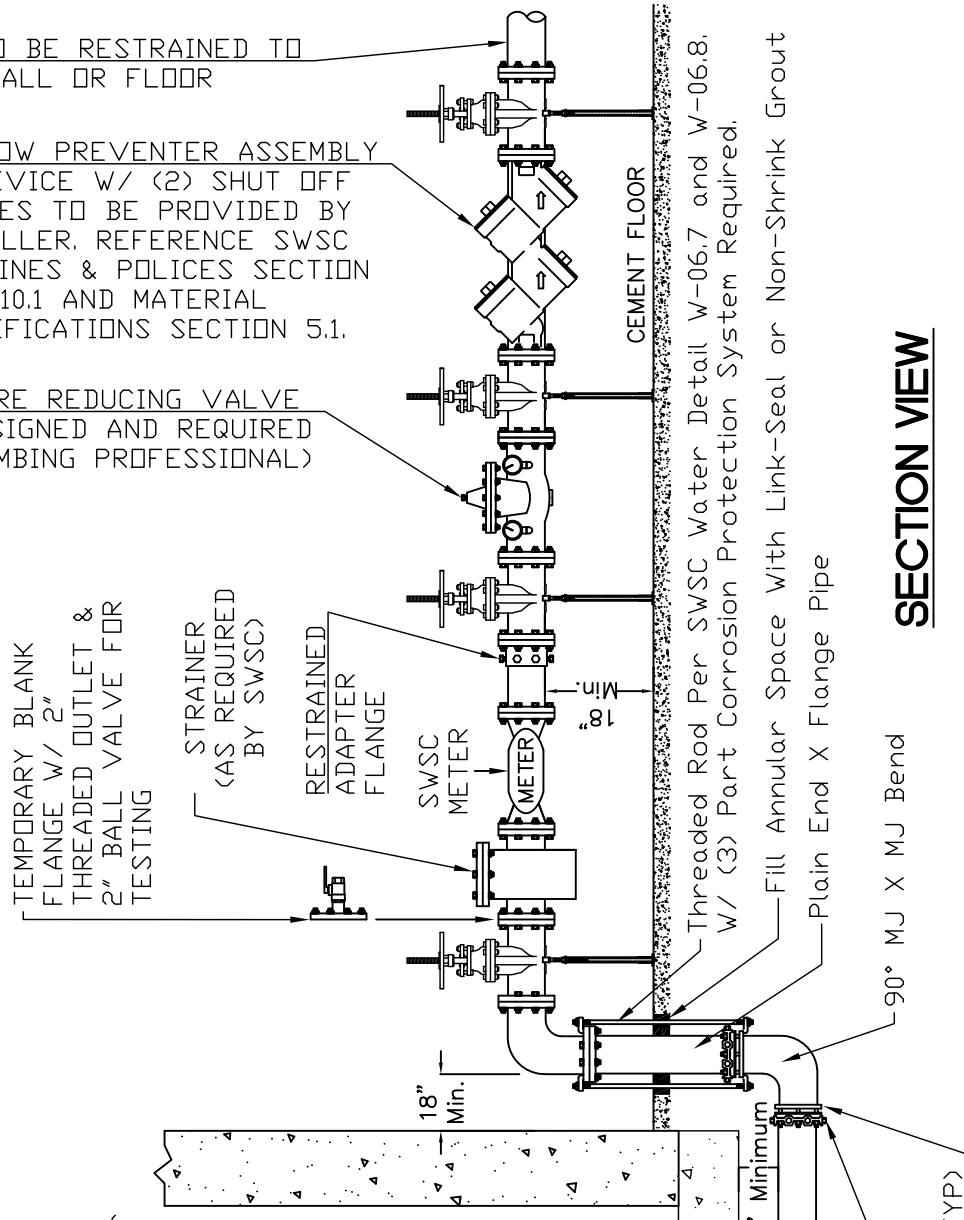 BE RESTRAINED TO
ALL OR FLOOR
OW PREVENTER ASSEMBLY
EVICE W/ (2) SHUT OFF
ES TO BE PROVIDED BY
LLER. REFERENCE SWSC
INES & POLICES SECTION
10.1 AND MATERIAL
IFICATIONS SECTION 5.1.
RE REDUCING VALVE
SIGNED AND REQUIRED
MBING PROFESSIONAL)
TEMPORARY BLANK
FLANGE W/ 2"
THREADED OUTLET &
2" BALL VALVE FOR
TESTING
STRAINER
(AS REQUIRED
BY SWSC)
RESTRAINED
ADAPTER
FLANGE
SWSC
METER
METER
18"
Min.
CEMENT FLOOR
Threaded Rod Per SWSC Water Detail W-06.7 and W-06.8.
W/ (3) Part Corrosion Protection System Required.
Fill Annular Space With Link-Seal or Non-Shrink Grout
Plain End X Flange Pipe
90° MJ X MJ Bend
18"
Min.
" Minimum
YP)
SECTION VIEW